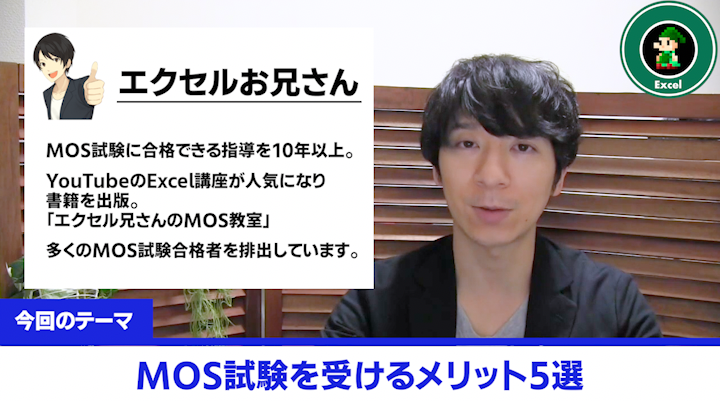 エクセルお兄さん
MOS試験に合格できる指導を10年以上。
YouTubeのExcel講座が人気になり
書籍を出版。
「エクセル兄さんのMOS教室」
多くのMOS試験合格者を排出しています。
Excel
今回のテーマ
MOS試験を受けるメリット5選